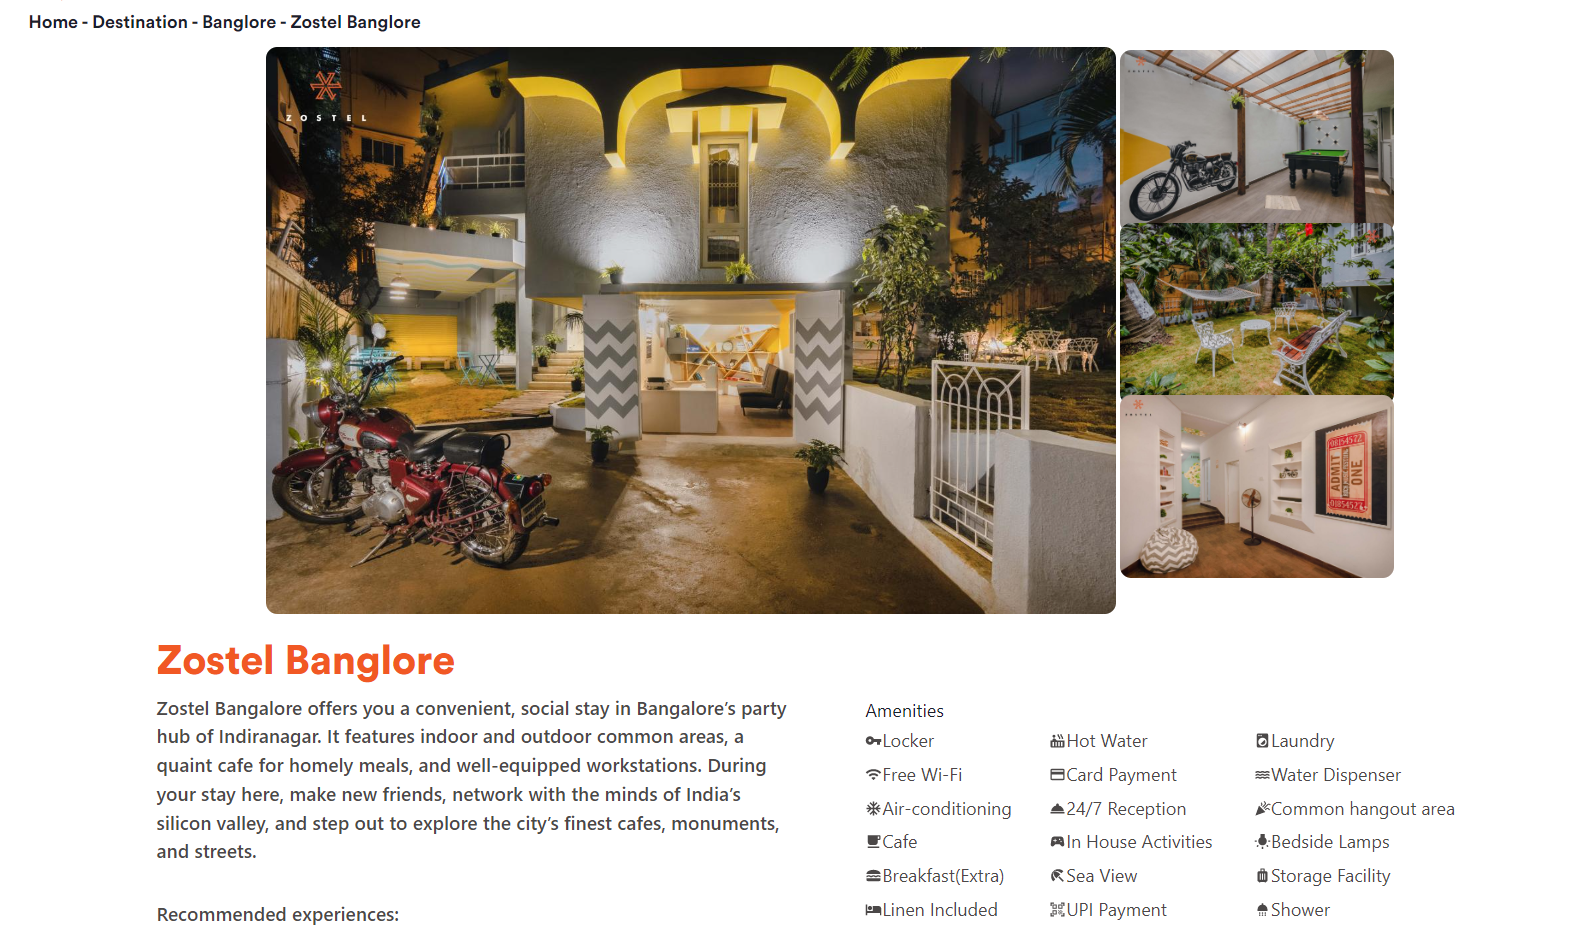 Home - Destination - Banglore - Zostel Banglore
ZOSTEL
ZOSTEL
ZOSTEL
08154572
ADMIT
ONE
Zostel Banglore
Zostel Bangalore offers you a convenient, social stay in Bangalore’s party
hub of Indiranagar. It features indoor and outdoor common areas, a
quaint cafe for homely meals, and well-equipped workstations. During
your stay here, make new friends, network with the minds of India’s
silicon valley, and step out to explore the city’s finest cafes, monuments,
and streets.
Recommended experiences:
Amenities
Locker
Hot Water
Laundry
Free Wi-Fi
Card Payment
Water Dispenser
Air-conditioning
24/7 Reception
Common hangout area
Cafe
In House Activities
Bedside Lamps
Breakfast(Extra)
Sea View
Storage Facility
Linen Included
UPI Payment
Shower